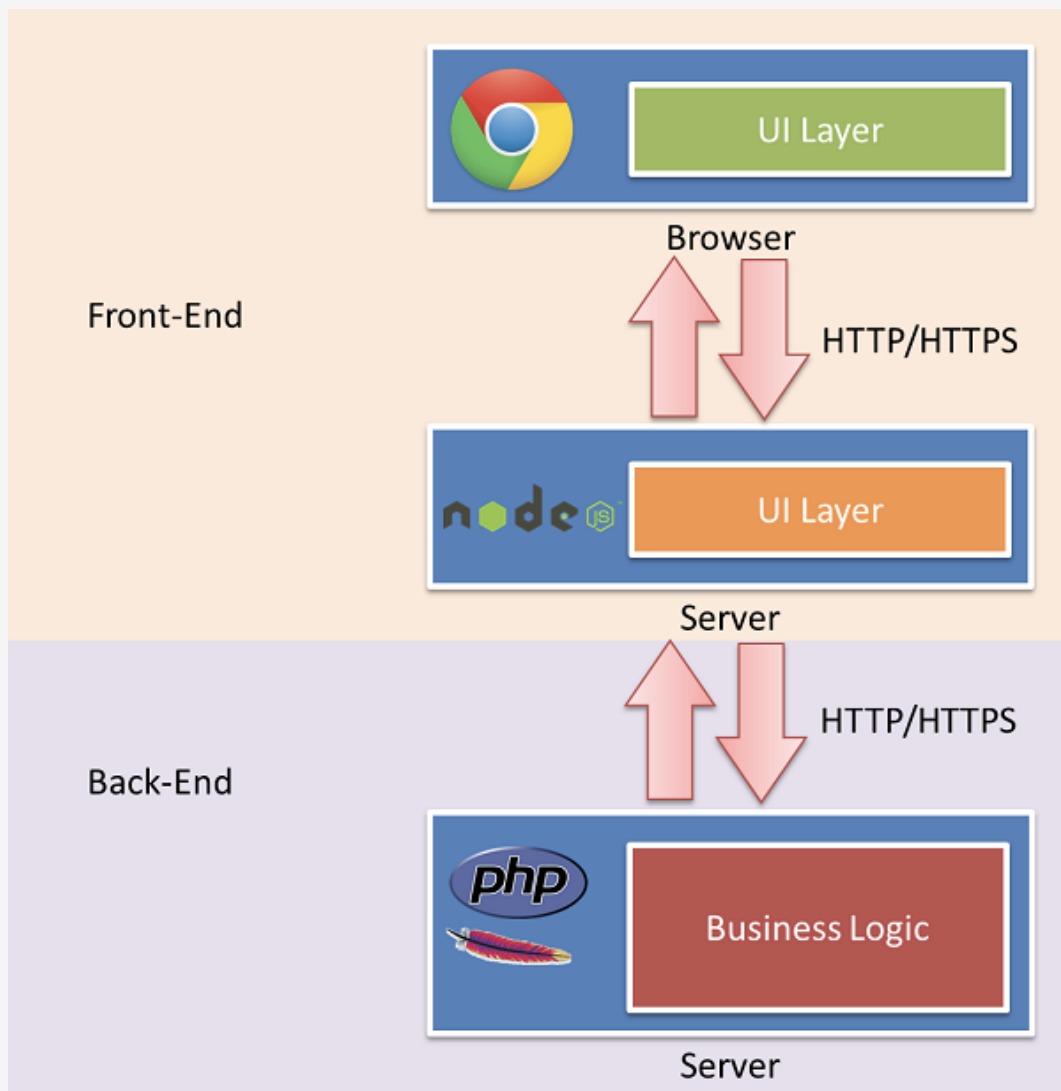 UI Layer
Browser
Front-End
HTTP/HTTPS
node JS™
UI Layer
Server
HTTP/HTTPS
Back-End
php
Business Logic
Server